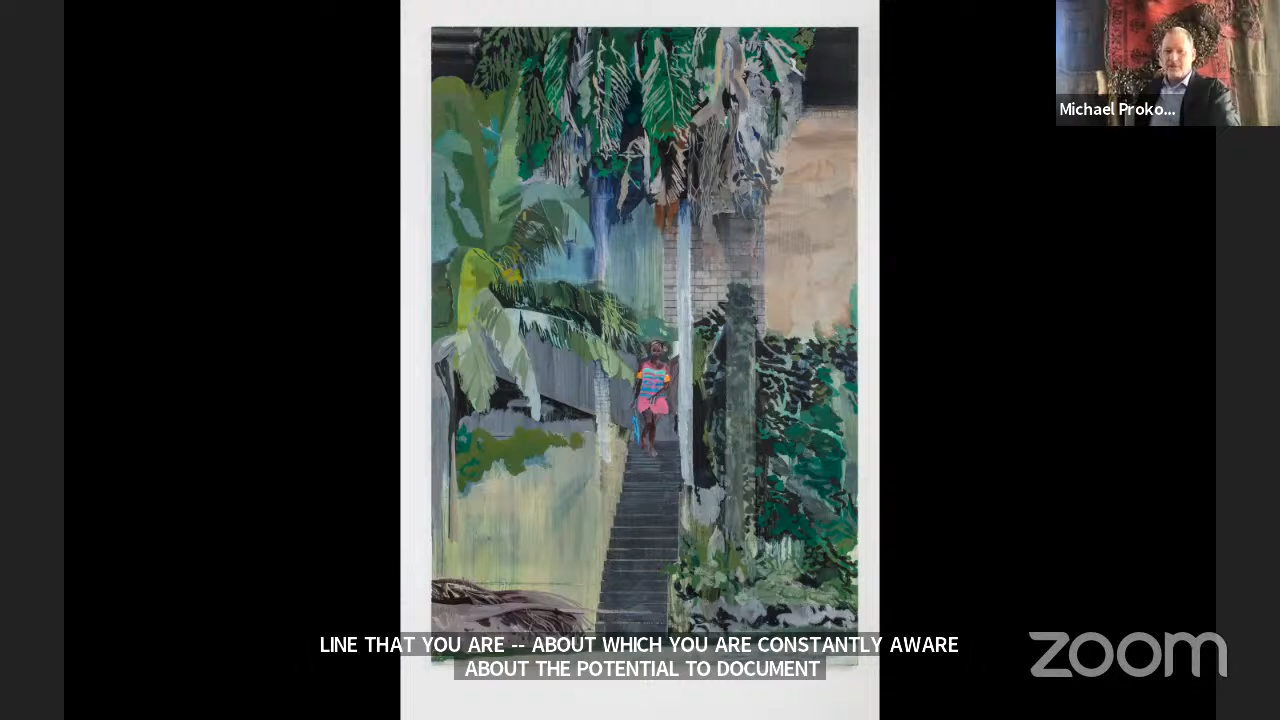 Michael Proko...
LINE THAT YOU ARE -- ABOUT WHICH YOU ARE CONSTANTLY AWARE
ABOUT THE POTENTIAL TO DOCUMENT
zoom